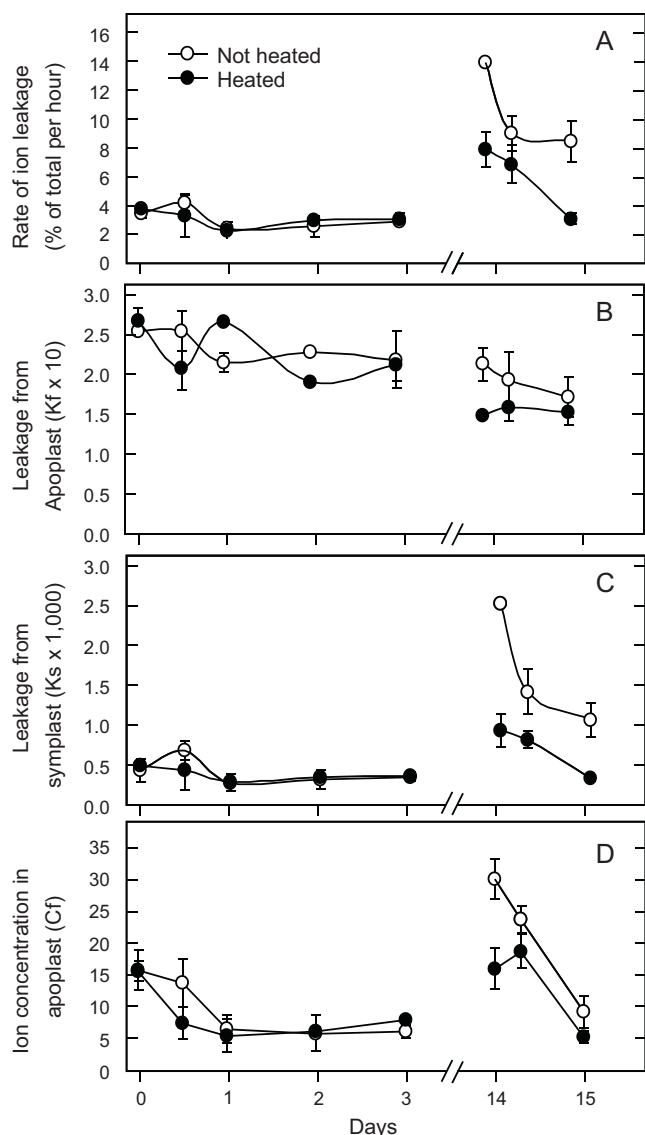 16
14
12
10
8
6
4
2
0
Rate of ion leakage
(% of total per hour)
Not heated
Heated
A
3.0
2.5
2.0
1.5
1.0
0.5
0.0
Leakage from
Apoplast (Kf x 10)
B
3.0
2.5
2.0
1.5
1.0
0.5
0.0
Leakage from
symplast (Ks x 1,000)
C
35
30
25
20
15
10
5
0
Ion concentration in
apoplast (Cf)
D
0 1 2 3 14 15
Days